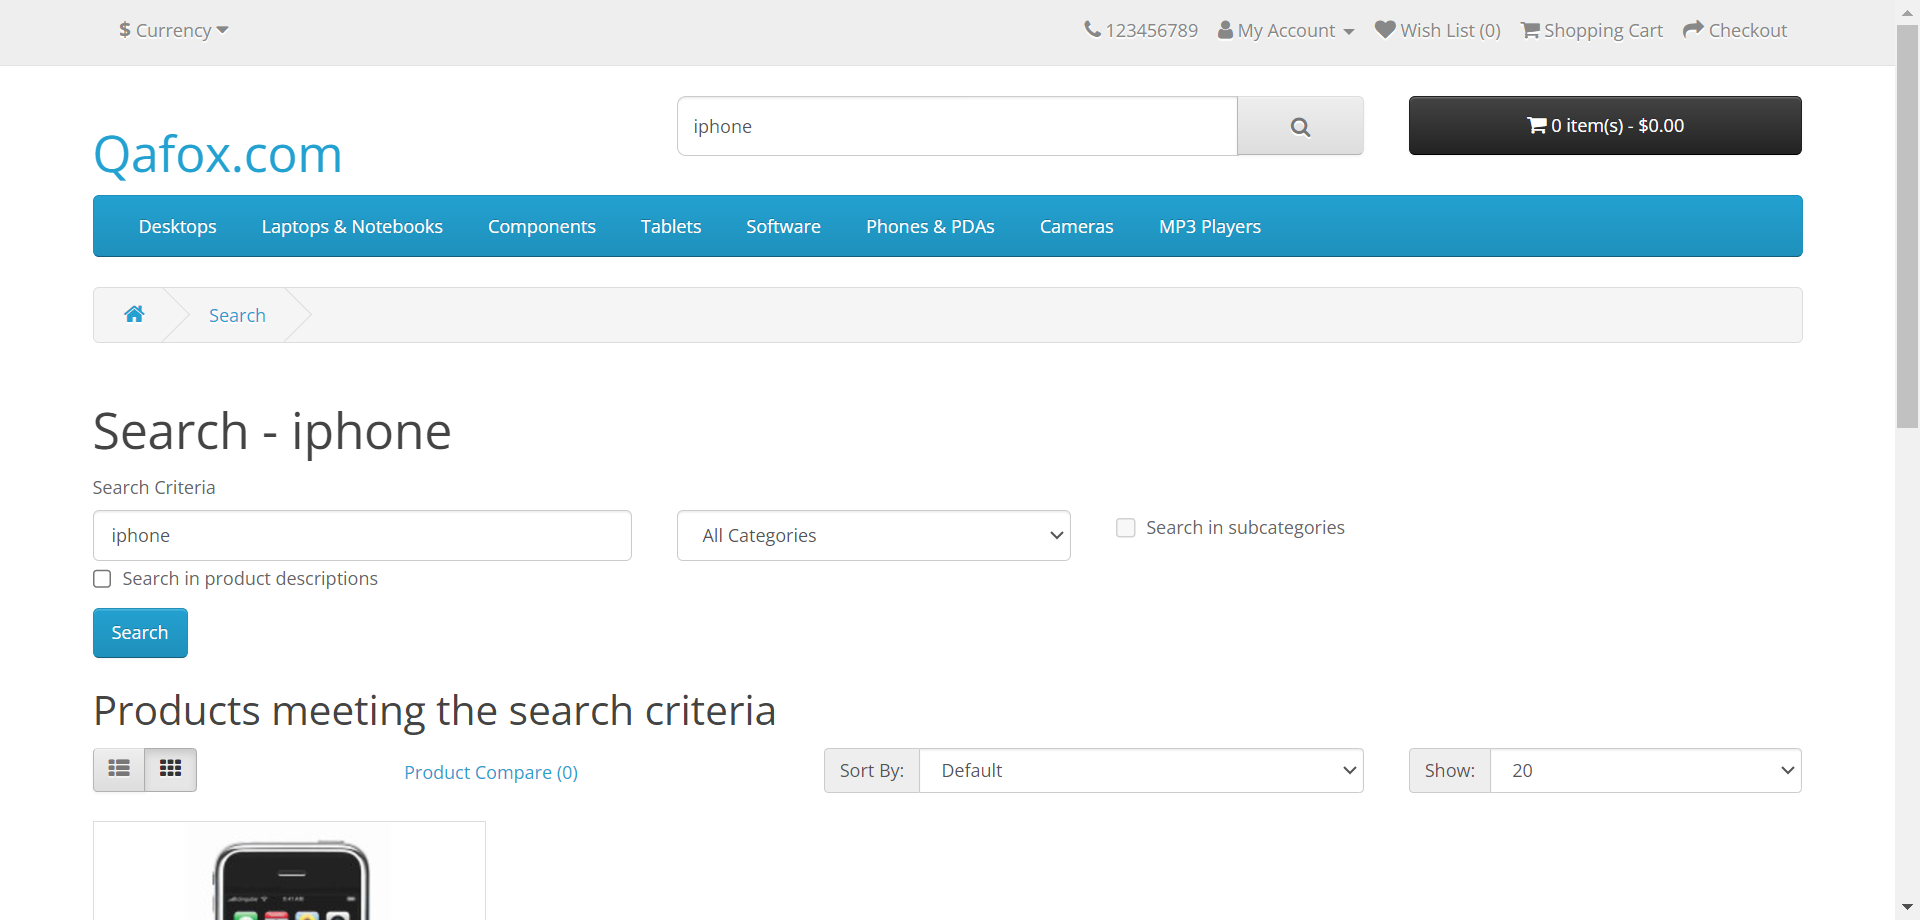 $ Currency
123456789 My Account Wish List (0) Shopping Cart Checkout
Qafox.com
iphone
0 item(s) - $0.00
Desktops Laptops & Notebooks Components Tablets Software Phones & PDAs Cameras MP3 Players
Search
Search - iphone
Search Criteria
iphone All Categories Search in subcategories
Search in product descriptions
Search
Products meeting the search criteria
Product Compare (0) Sort By: Default Show: 20